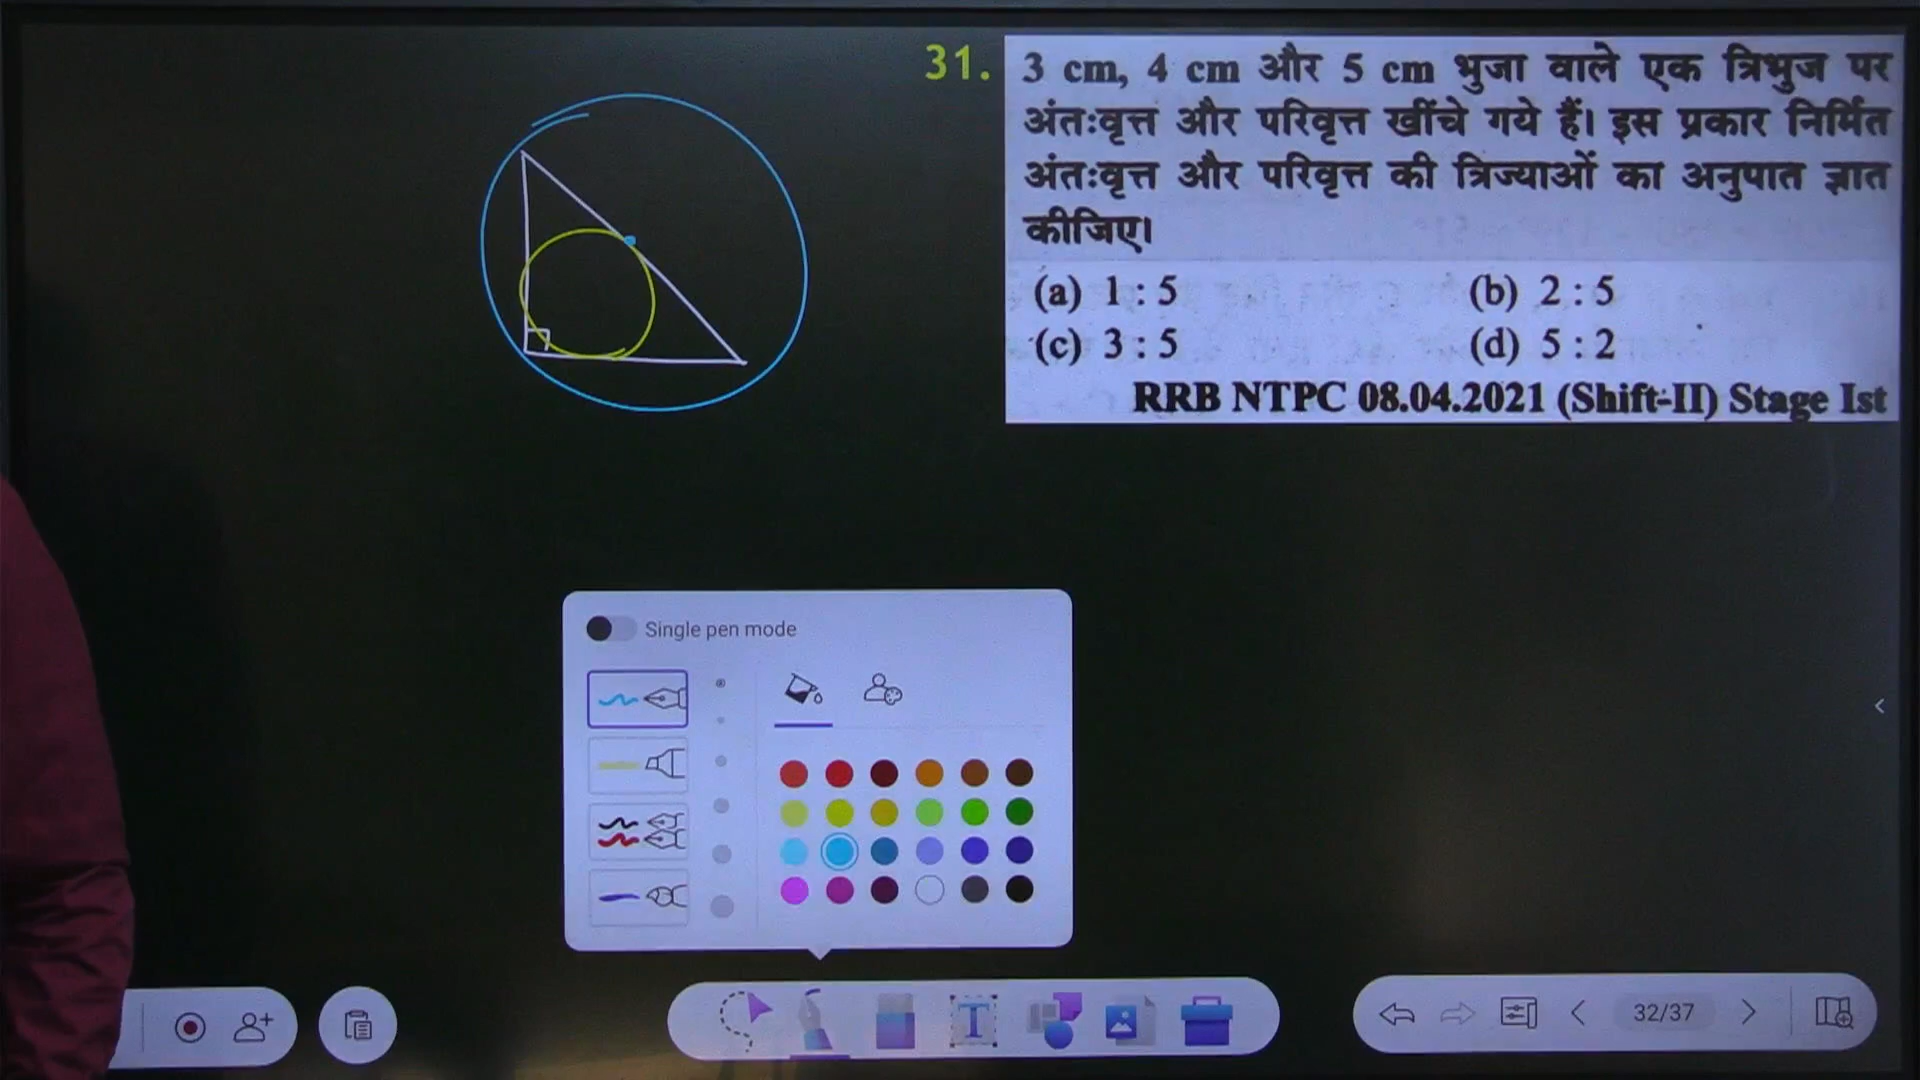 31.
3 cm, 4 cm और 5 cm भुजा वाले एक त्रिभुज पर
अंतःवृत्त और परिवृत्त खींचे गये हैं। इस प्रकार निर्मित
अंतःवृत्त और परिवृत्त की त्रिज्याओं का अनुपात ज्ञात
कीजिए।
(a) 1 : 5 (b) 2 : 5
(c) 3 : 5 (d) 5 : 2
RRB NTPC 08.04.2021 (Shift-II) Stage Ist
Single pen mode
T
32/37